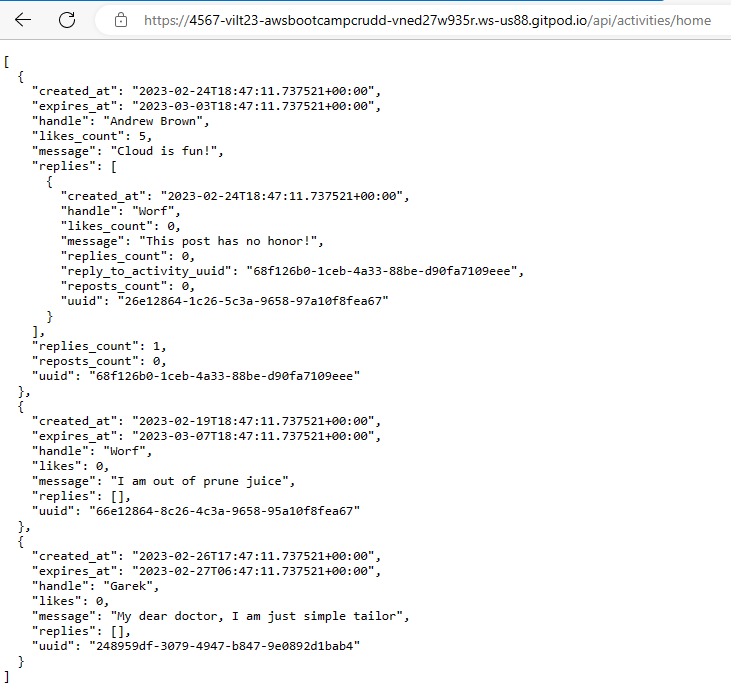 https://4567-vilt23-awsbootcampcrudd-vned27w935r.ws-us88.gitpod.io/api/activities/home
[
  {
    "created_at": "2023-02-24T18:47:11.737521+00:00",
    "expires_at": "2023-03-03T18:47:11.737521+00:00",
    "handle": "Andrew Brown",
    "likes_count": 5,
    "message": "Cloud is fun!",
    "replies": [
      {
        "created_at": "2023-02-24T18:47:11.737521+00:00",
        "handle": "Worf",
        "likes_count": 0,
        "message": "This post has no honor!",
        "replies_count": 0,
        "reply_to_activity_uuid": "68f126b0-1ceb-4a33-88be-d90fa7109eee",
        "reposts_count": 0,
        "uuid": "26e12864-1c26-5c3a-9658-97a10f8fea67"
      }
    ],
    "replies_count": 1,
    "reposts_count": 0,
    "uuid": "68f126b0-1ceb-4a33-88be-d90fa7109eee"
  },
  {
    "created_at": "2023-02-19T18:47:11.737521+00:00",
    "expires_at": "2023-03-07T18:47:11.737521+00:00",
    "handle": "Worf",
    "likes": 0,
    "message": "I am out of prune juice",
    "replies": [],
    "uuid": "66e12864-8c26-4c3a-9658-95a10f8fea67"
  },
  {
    "created_at": "2023-02-26T17:47:11.737521+00:00",
    "expires_at": "2023-02-27T06:47:11.737521+00:00",
    "handle": "Garek",
    "likes": 0,
    "message": "My dear doctor, I am just simple tailor",
    "replies": [],
    "uuid": "248959df-3079-4947-b847-9e0892d1bab4"
  }
]